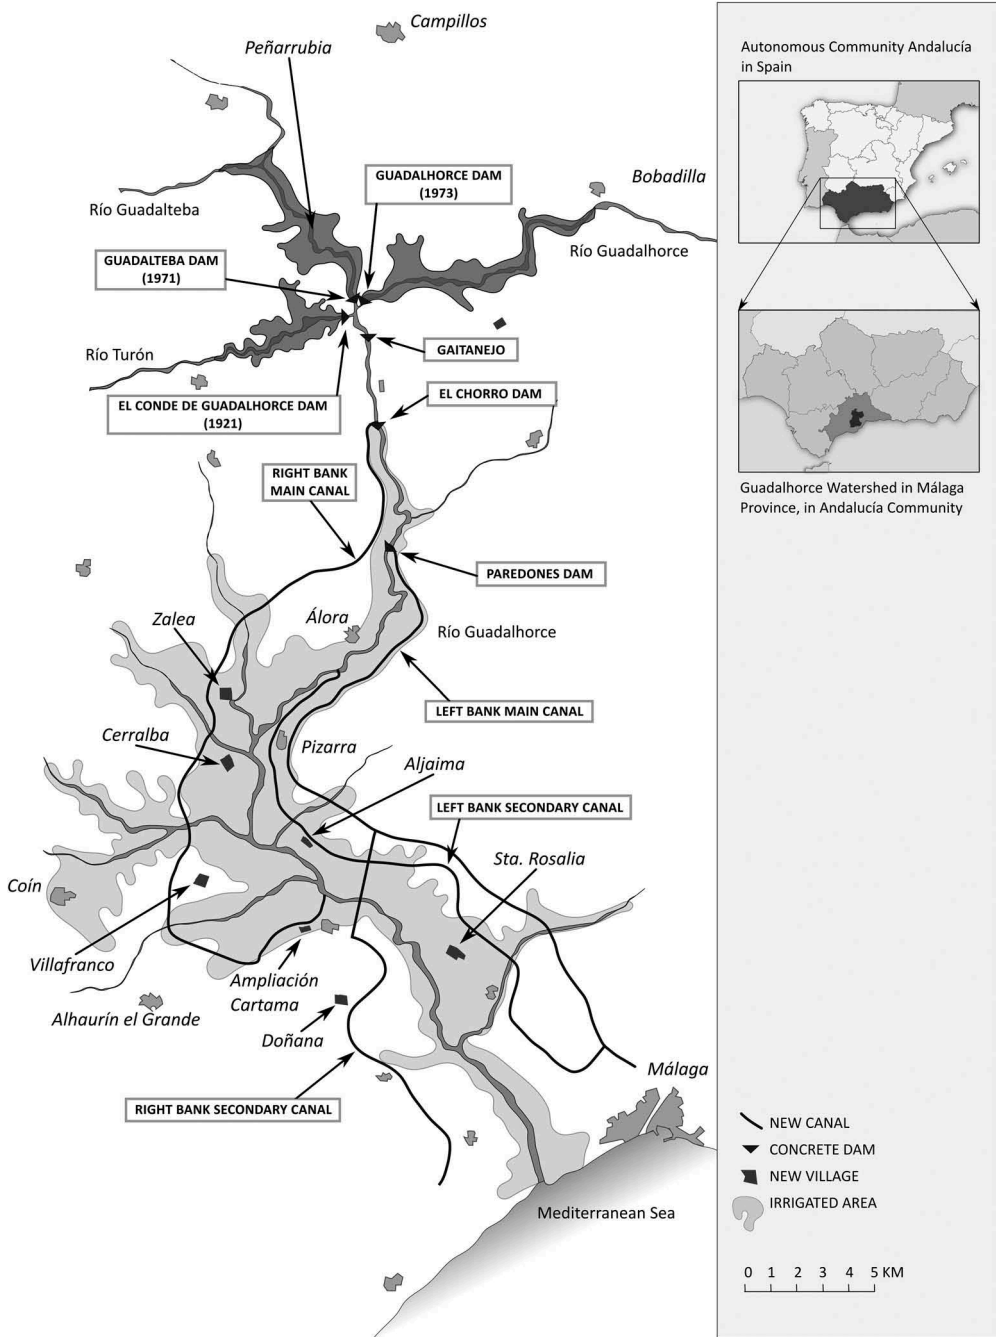 Campillos
Peñarrubia
GUADALHORCE DAM
(1973)
Bobadilla
Río Guadalteba
Río Guadalhorce
GUADALTEBA DAM
(1971)
Río Turón
GAITANEJO
EL CONDE DE GUADALHORCE DAM
(1921)
EL CHORRO DAM
RIGHT BANK
MAIN CANAL
PAREDONES DAM
Zalea
Álora
Río Guadalhorce
LEFT BANK MAIN CANAL
Cerralba
Pizarra
Aljaima
LEFT BANK SECONDARY CANAL
Sta. Rosalia
Coín
Villafranco
Ampliación
Cartama
Alhaurín el Grande
Doñana
Málaga
RIGHT BANK SECONDARY CANAL
Mediterranean Sea
Autonomous Community Andalucía
in Spain
Guadalhorce Watershed in Málaga
Province, in Andalucía Community
NEW CANAL
CONCRETE DAM
NEW VILLAGE
IRRIGATED AREA
0 1 2 3 4 5 KM